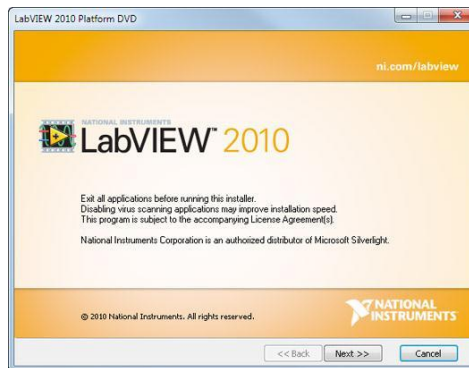 LabVIEW 2010 Platform DVD
ni.com/labview
NATIONAL INSTRUMENTS
LabVIEW™ 2010
Exit all applications before running this installer.
Disabling virus scanning applications may improve installation speed.
This program is subject to the accompanying License Agreement(s).
National Instruments Corporation is an authorized distributor of Microsoft Silverlight.
© 2010 National Instruments. All rights reserved.
NATIONAL
INSTRUMENTS
<< Back Next >> Cancel